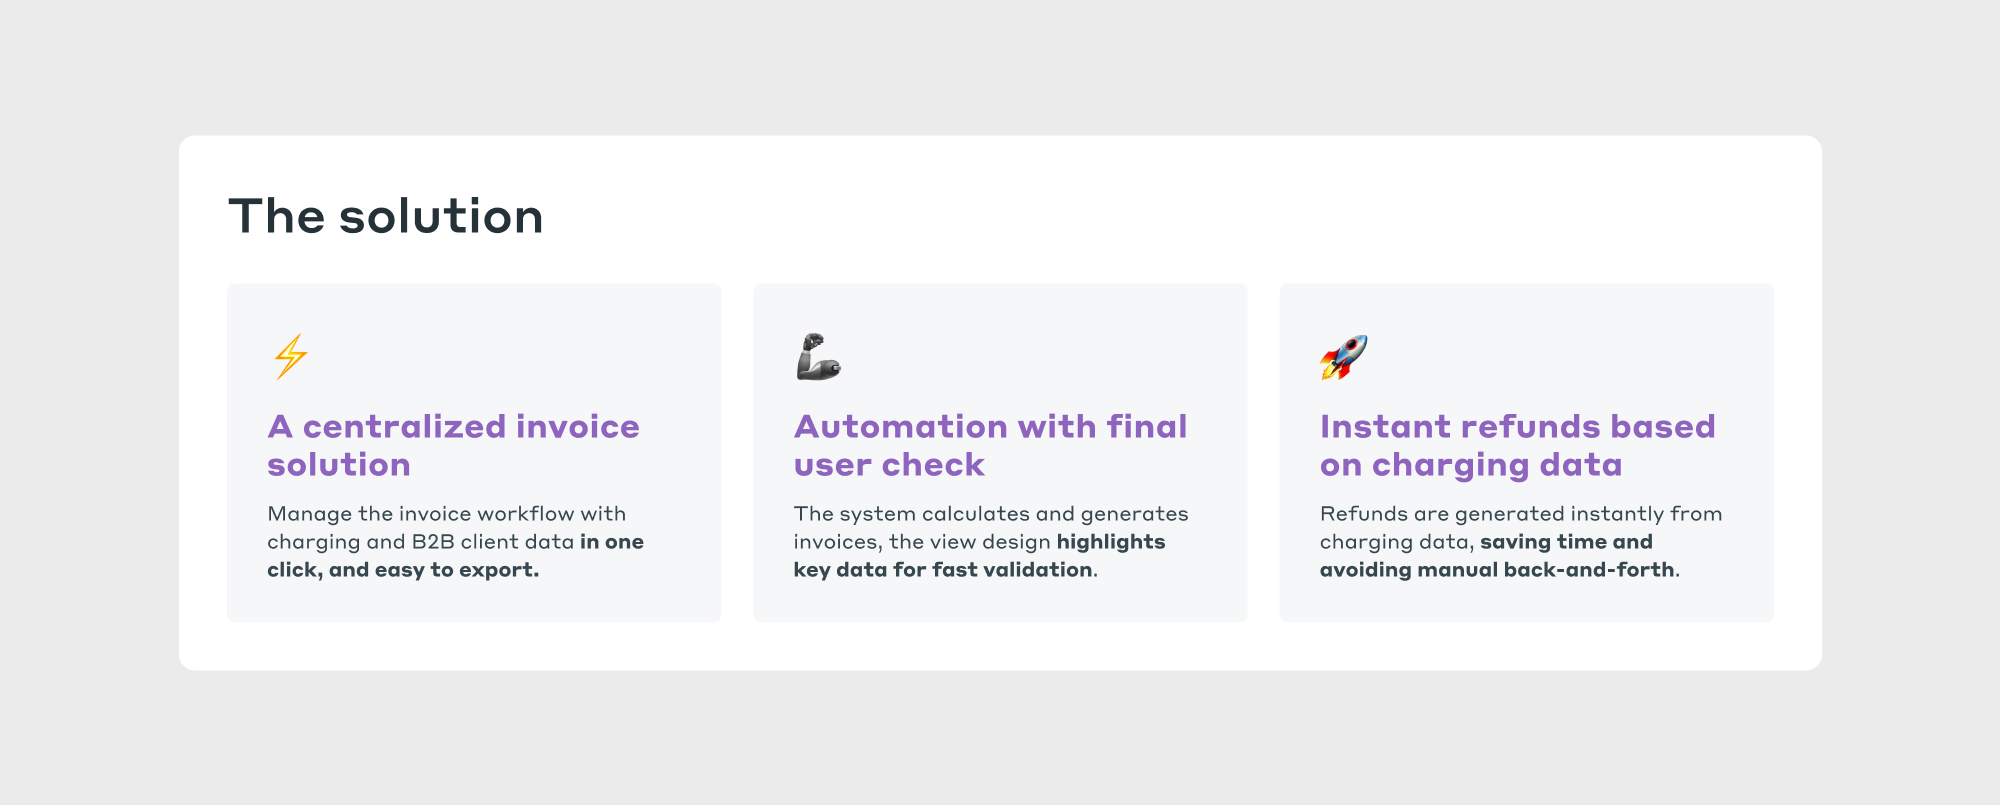 The solution
A centralized invoice
solution
Manage the invoice workflow with
charging and B2B client data in one
click, and easy to export.
Automation with final
user check
The system calculates and generates
invoices, the view design highlights
key data for fast validation.
Instant refunds based
on charging data
Refunds are generated instantly from
charging data, saving time and
avoiding manual back-and-forth.